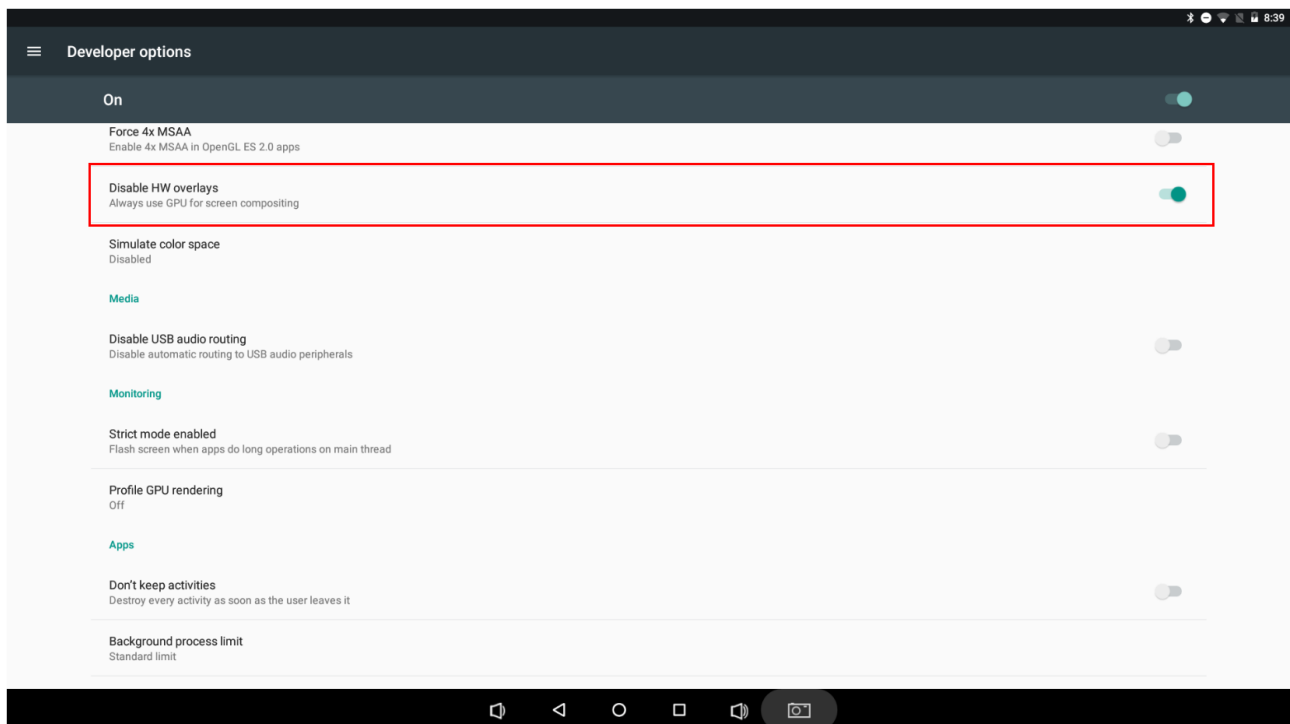 8:39
Developer options
On
Force 4x MSAA
Enable 4x MSAA in OpenGL ES 2.0 apps
Disable HW overlays
Always use GPU for screen compositing
Simulate color space
Disabled
Media
Disable USB audio routing
Disable automatic routing to USB audio peripherals
Monitoring
Strict mode enabled
Flash screen when apps do long operations on main thread
Profile GPU rendering
Off
Apps
Don't keep activities
Destroy every activity as soon as the user leaves it
Background process limit
Standard limit